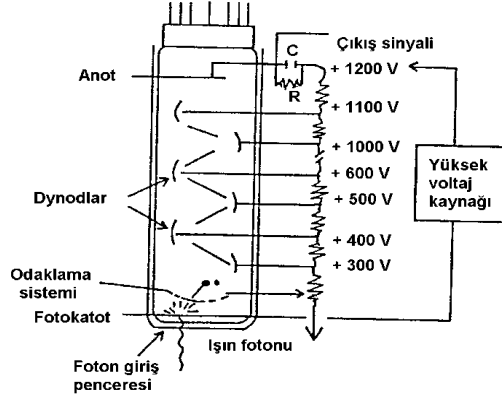 Çıkış sinyali
C
Anot
R
+ 1200 V
+ 1100 V
+ 1000 V
+ 600 V
+ 500 V
+ 400 V
+ 300 V
Yüksek
voltaj
kaynağı
Dynodlar
Odaklama
sistemi
Fotokatot
Işın fotonu
Foton giriş
penceresi